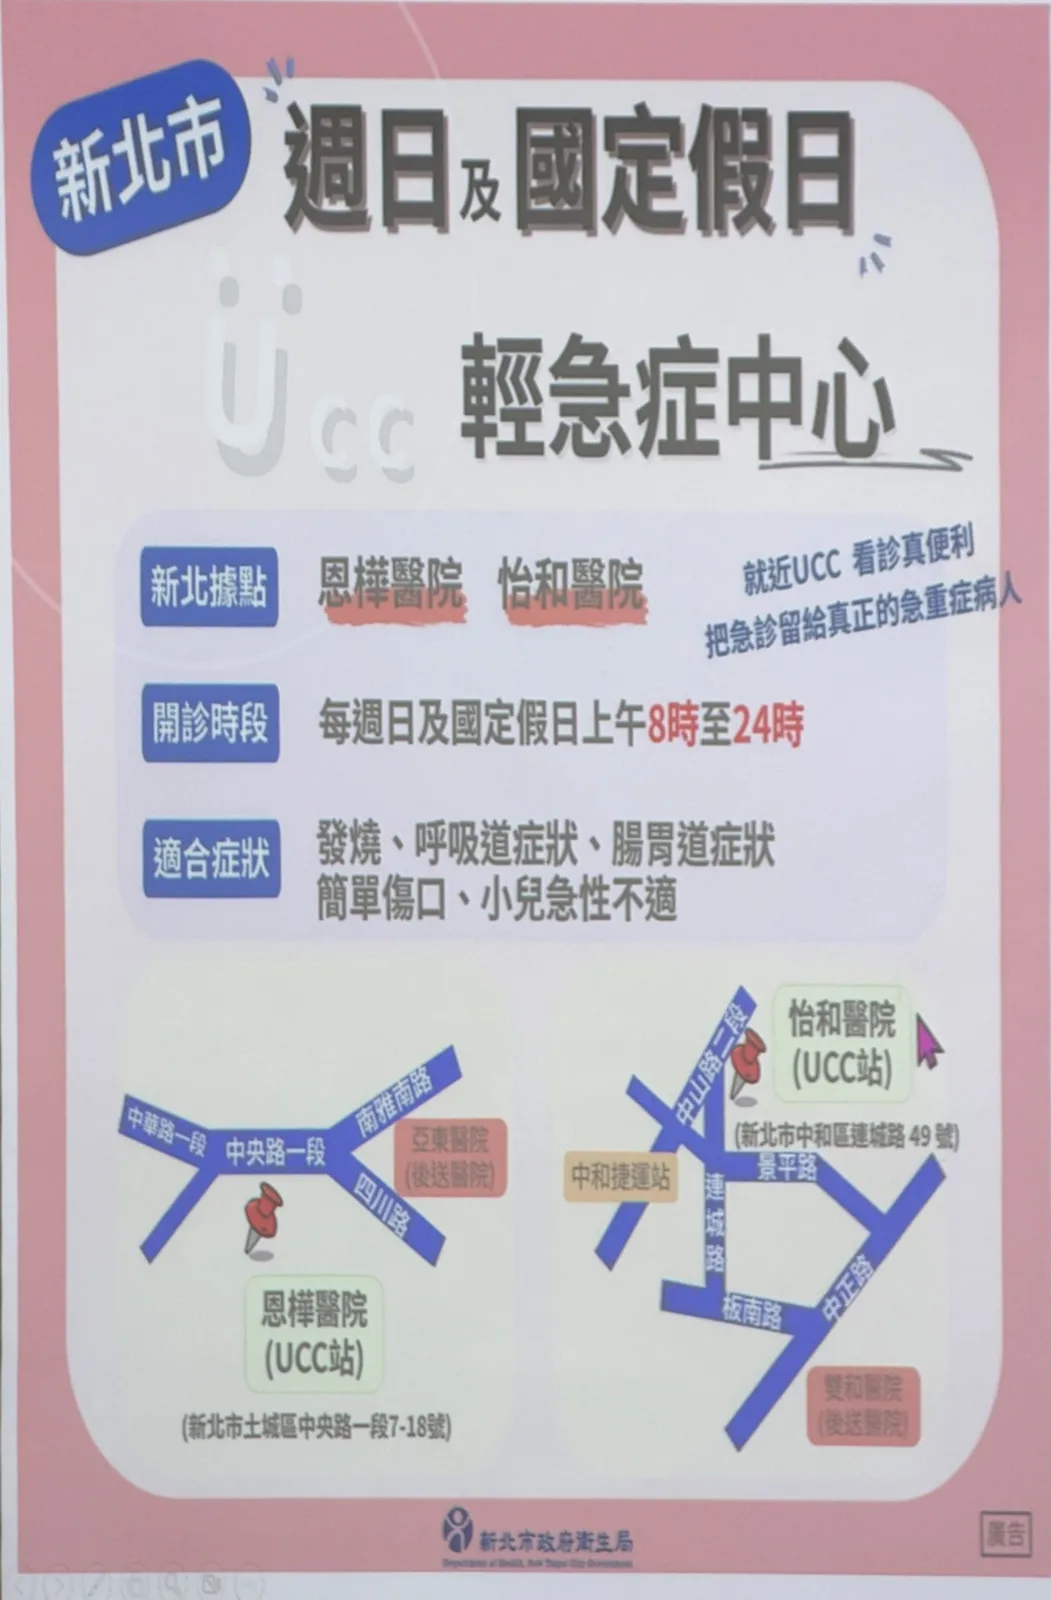 新北市
週日及國定假日
Ucc 輕急症中心
新北據點 恩樺醫院 怡和醫院
就近UCC 看診真便利
把急診留給真正的急重症病人
開診時段 每週日及國定假日上午8時至24時
適合症狀 發燒、呼吸道症狀、腸胃道症狀
簡單傷口、小兒急性不適
中華路一段
中央路一段
南雅南路
四川路
亞東醫院
(後送醫院)
恩樺醫院
(UCC站)
(新北市土城區中央路一段7-18號)
中山路二段
怡和醫院
(UCC站)
(新北市中和區連城路 49 號)
中和捷運站
景平路
連城路
板南路
中正路
雙和醫院
(後送醫院)
新北市政府衛生局
Department of Health, New Taipei City Government
廣告